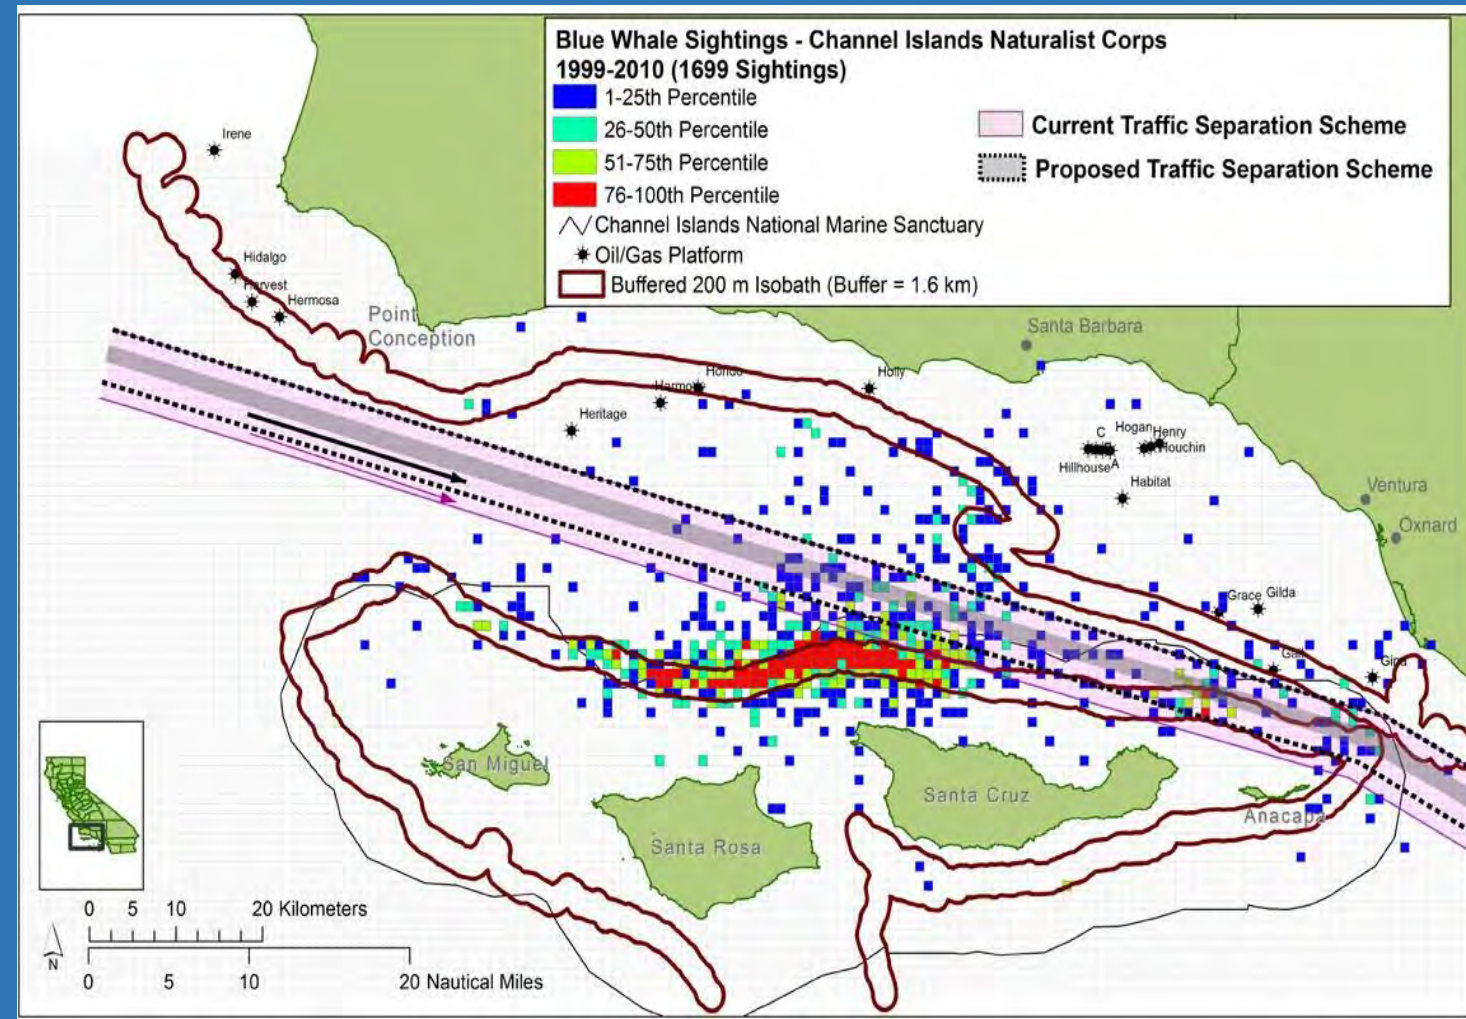 Blue Whale Sightings - Channel Islands Naturalist Corps
1999-2010 (1699 Sightings)
1-25th Percentile
26-50th Percentile
51-75th Percentile
76-100th Percentile
Channel Islands National Marine Sanctuary
Oil/Gas Platform
Buffered 200 m Isobath (Buffer = 1.6 km)
Current Traffic Separation Scheme
Proposed Traffic Separation Scheme
Irene
Hidalgo
Harvest
Hermosa
Point
Conception
Santa Barbara
Hondo
Holly
Heritage
C
Hogan
Henry
Houchin
Hillhouse
A
Habitat
Ventura
Oxnard
Grace
Gilda
Gail
Gina
San Miguel
Santa Cruz
Anacapa
Santa Rosa
0 5 10 20 Kilometers
N
0 5 10 20 Nautical Miles